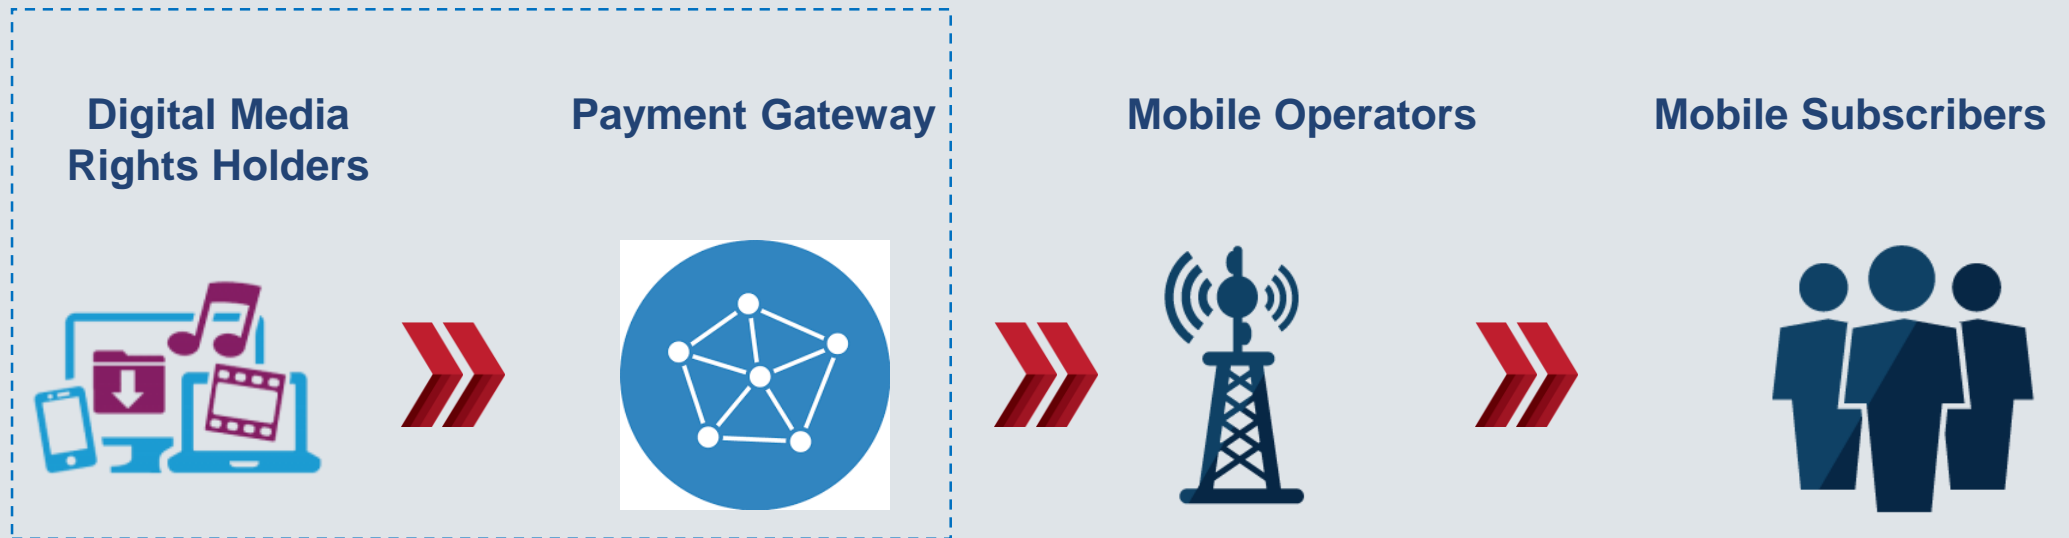 Digital Media
Rights Holders
Payment Gateway
Mobile Operators
Mobile Subscribers